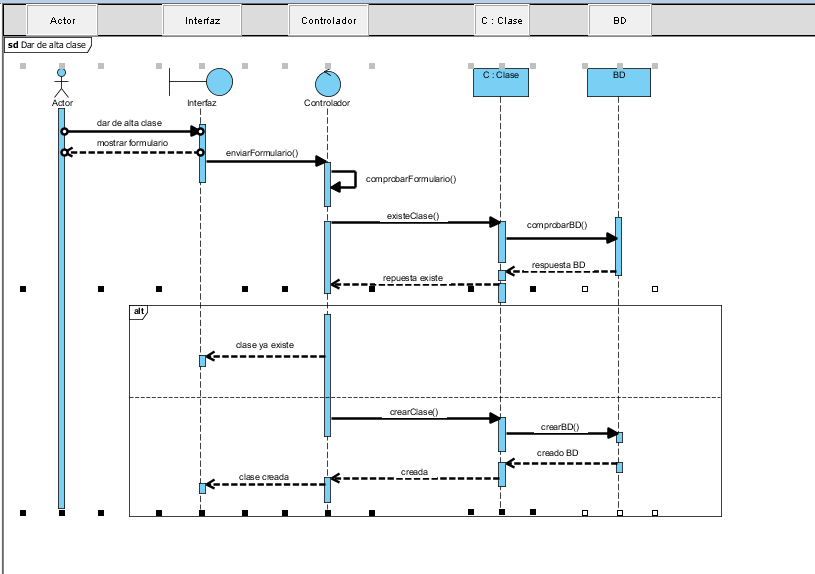 Actor
Interfaz
Controlador
C : Clase
BD
sd Dar de alta clase
C : Clase
BD
Actor
Interfaz
Controlador
dar de alta clase
mostrar formulario
enviarFormulario()
comprobarFormulario()
existeClase()
comprobarBD()
respuesta BD
repuesta existe
alt
clase ya existe
crearClase()
crearBD()
creado BD
creada
clase creada